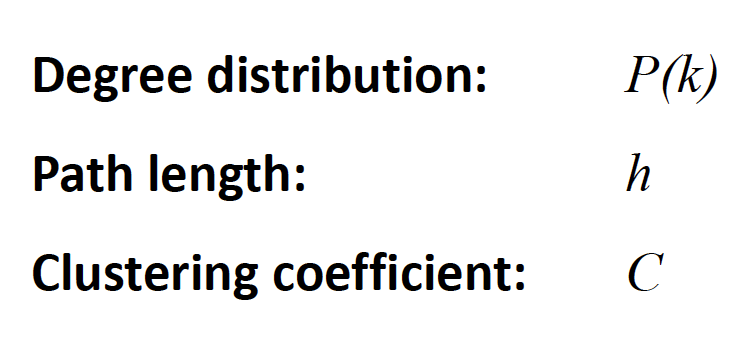 Degree distribution: P(k)
Path length: h
Clustering coefficient: C